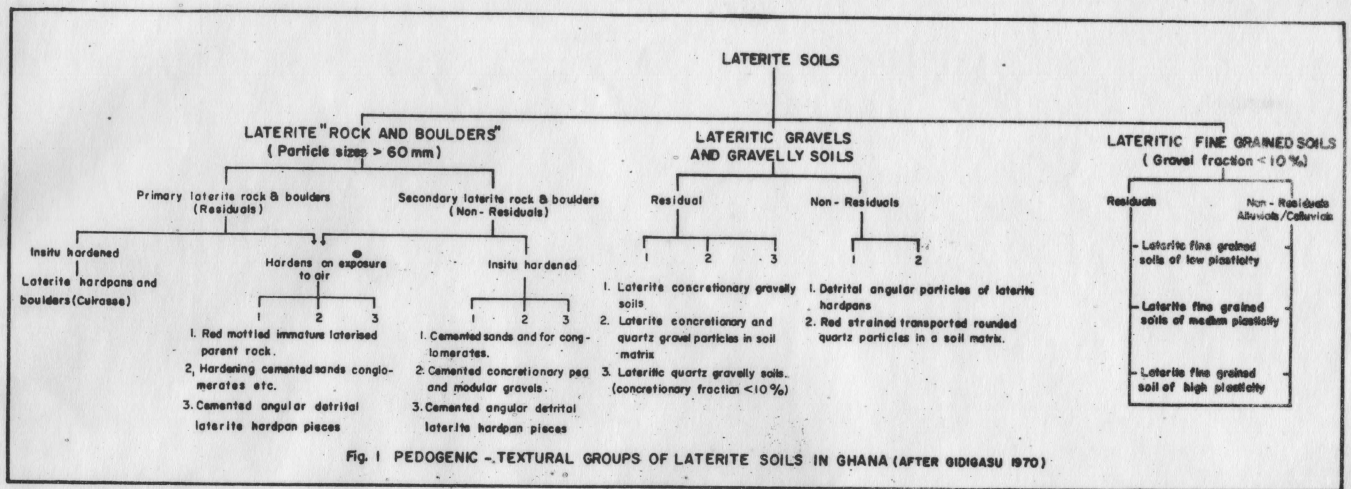 LATERITE SOILS
LATERITE "ROCK AND BOULDERS"
( Particle sizes > 60 mm)
Primary laterite rock & boulders
(Residuals)
Insitu hardened
Laterite hardpans and
boulders (Cuirasse)
Hardens on exposure
to air
1 2 3
1. Red mottled immature laterised
parent rock.
2, Hardening cemented sands conglo-
merates etc.
3. Cemented angular detrital
laterite hardpan pieces
Secondary laterite rock & boulders
(Non - Residuals)
Insitu hardened
1 2 3
1. Cemented sands and for cong-
lomerates.
2. Cemented concretionary pea
and modular gravels.
3. Cemented angular detrital
laterite hardpan pieces
LATERITIC GRAVELS
AND GRAVELLY SOILS
Residual
1 2 3
1. Laterite concretionary gravelly
soils
2. Laterite concretionary and
quartz gravel particles in soil
matrix
3. Lateritic quartz gravelly soils.
(concretionary fraction <10 %)
Non - Residuals
1 2
1. Detrital angular particles of laterite
hardpans
2. Red strained transported rounded
quartz particles in a soil matrix.
LATERITIC FINE GRAINED SOILS
( Gravel fraction < 10 %)
Residuals
Non - Residuals
Alluvials/Colluvials
Laterite fine grained
soils of low plasticity
Laterite fine grained
soils of medium plasticity
Laterite fine grained
soil of high plasticity
Fig. 1 PEDOGENIC - TEXTURAL GROUPS OF LATERITE SOILS IN GHANA (AFTER GIDIGASU 1970)